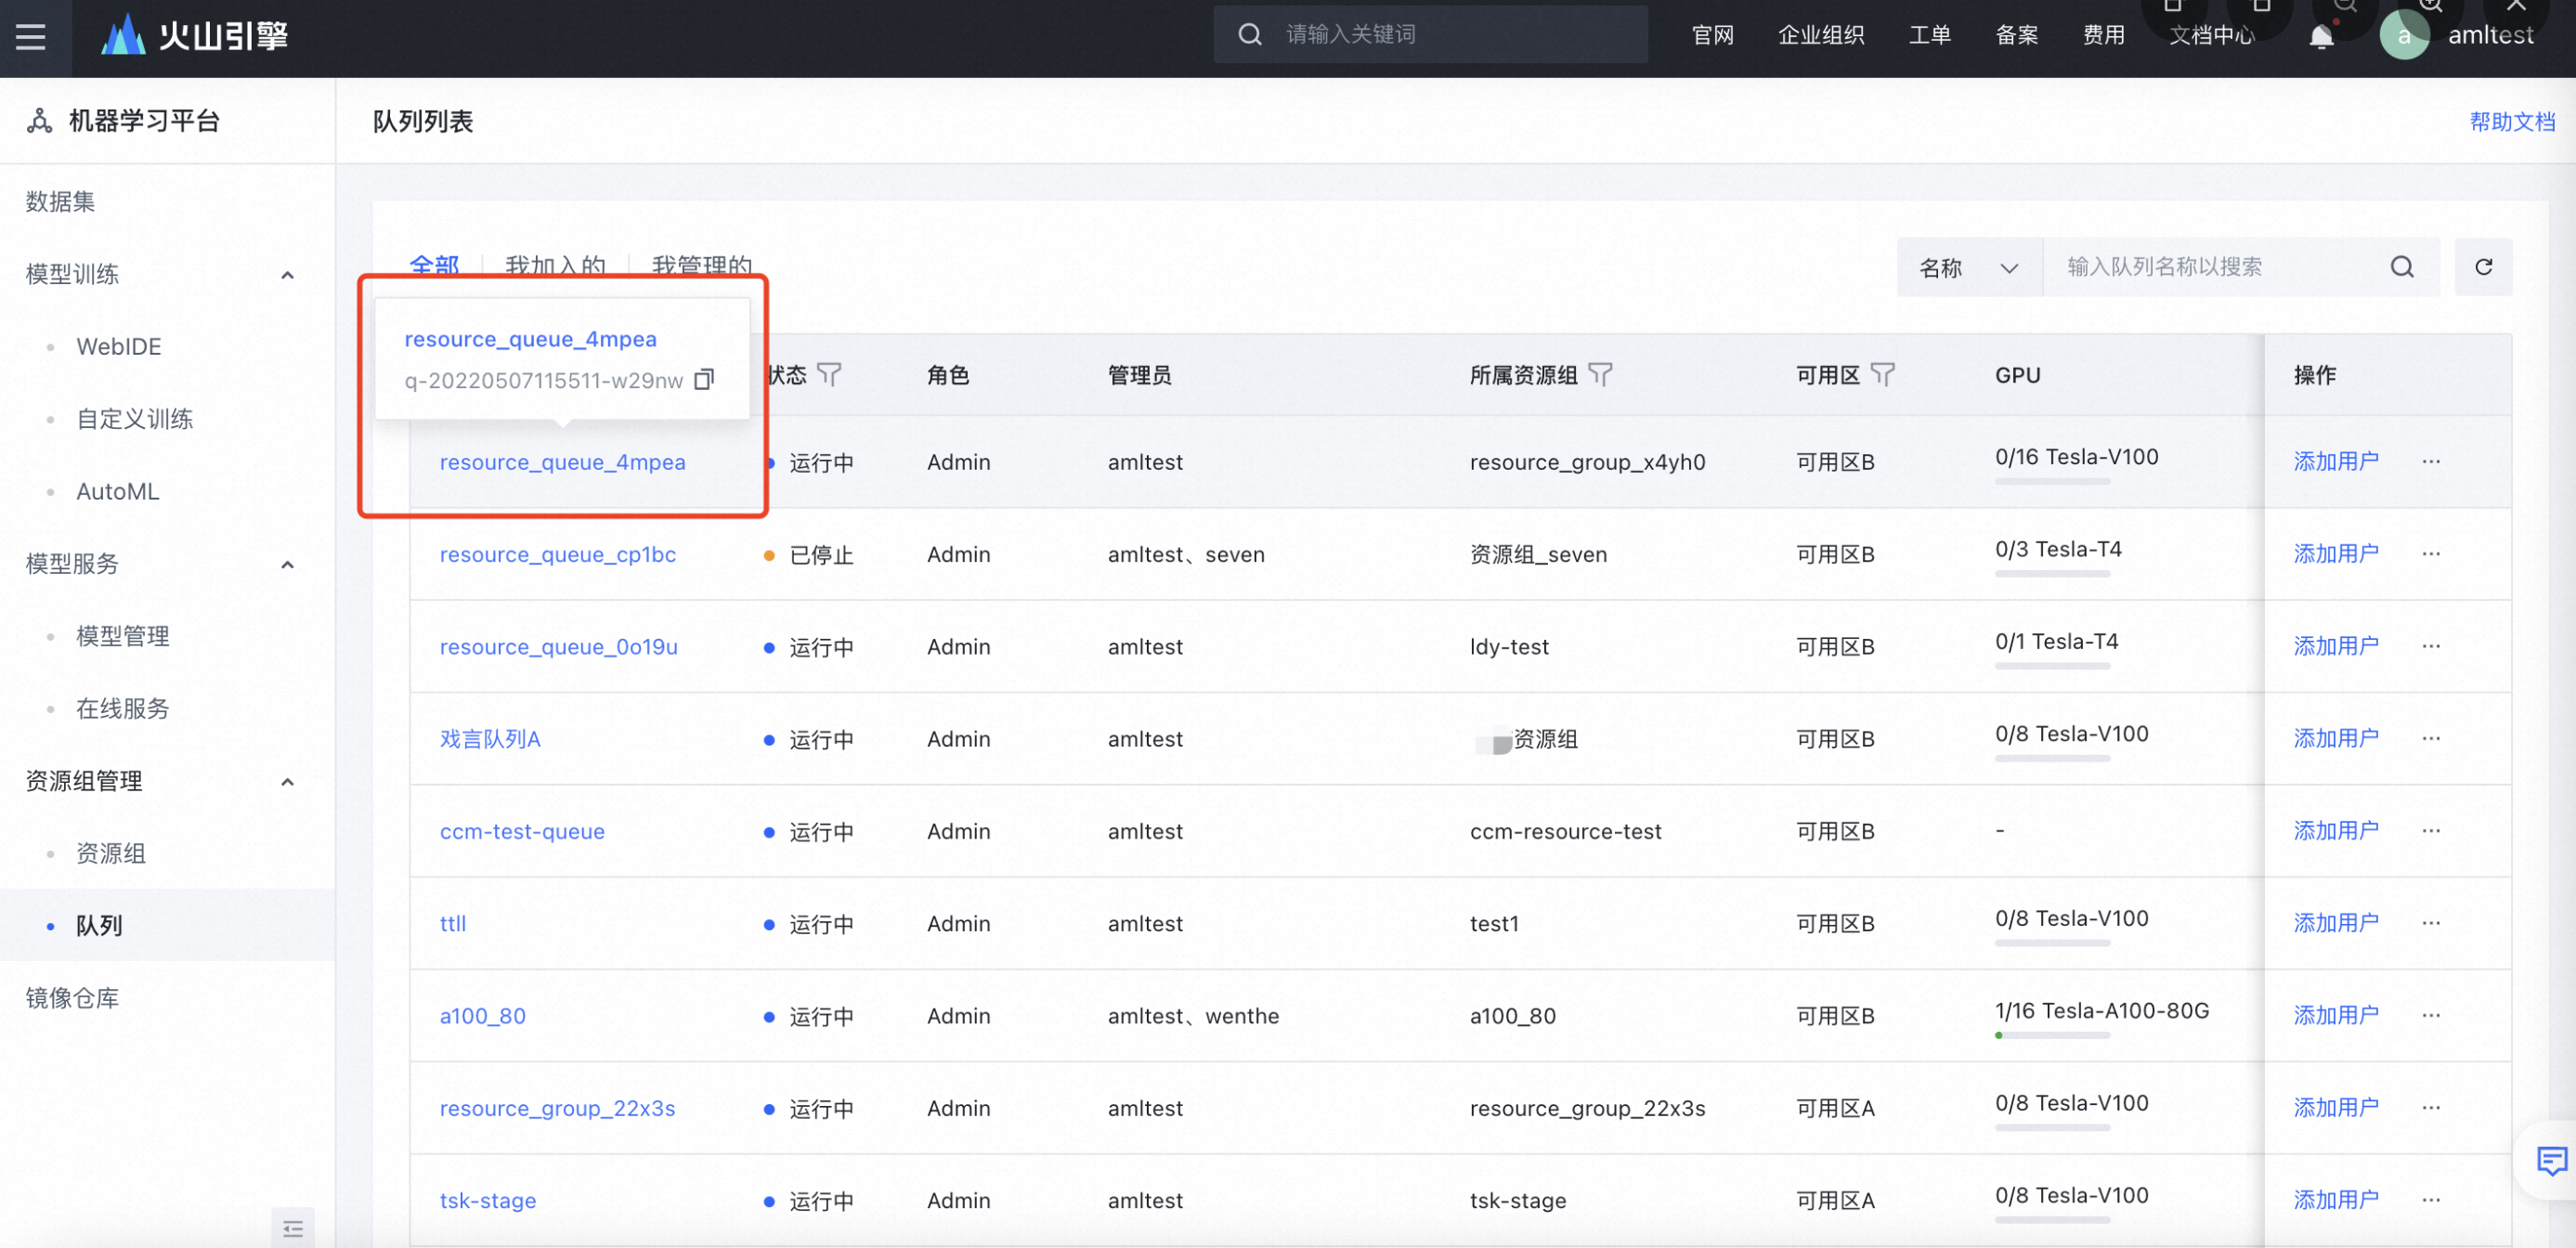 火山引擎
请输入关键词
官网
企业组织
工单
备案
费用
文档中心
a
amltest
机器学习平台
数据集
模型训练
WebIDE
自定义训练
AutoML
模型服务
模型管理
在线服务
资源组管理
资源组
队列
镜像仓库
队列列表
帮助文档
全部
我加入的
我管理的
名称
输入队列名称以搜索
resource_queue_4mpea
q-20220507115511-w29nw
状态
角色
管理员
所属资源组
可用区
GPU
操作
resource_queue_4mpea 运行中 Admin amltest resource_group_x4yh0 可用区B 0/16 Tesla-V100 添加用户 ···
resource_queue_cp1bc 已停止 Admin amltest、seven 资源组_seven 可用区B 0/3 Tesla-T4 添加用户 ···
resource_queue_0o19u 运行中 Admin amltest ldy-test 可用区B 0/1 Tesla-T4 添加用户 ···
戏言队列A 运行中 Admin amltest 资源组 可用区B 0/8 Tesla-V100 添加用户 ···
ccm-test-queue 运行中 Admin amltest ccm-resource-test 可用区B - 添加用户 ···
ttll 运行中 Admin amltest test1 可用区B 0/8 Tesla-V100 添加用户 ···
a100_80 运行中 Admin amltest、wenthe a100_80 可用区B 1/16 Tesla-A100-80G 添加用户 ···
resource_group_22x3s 运行中 Admin amltest resource_group_22x3s 可用区A 0/8 Tesla-V100 添加用户 ···
tsk-stage 运行中 Admin amltest tsk-stage 可用区A 0/8 Tesla-V100 添加用户 ···